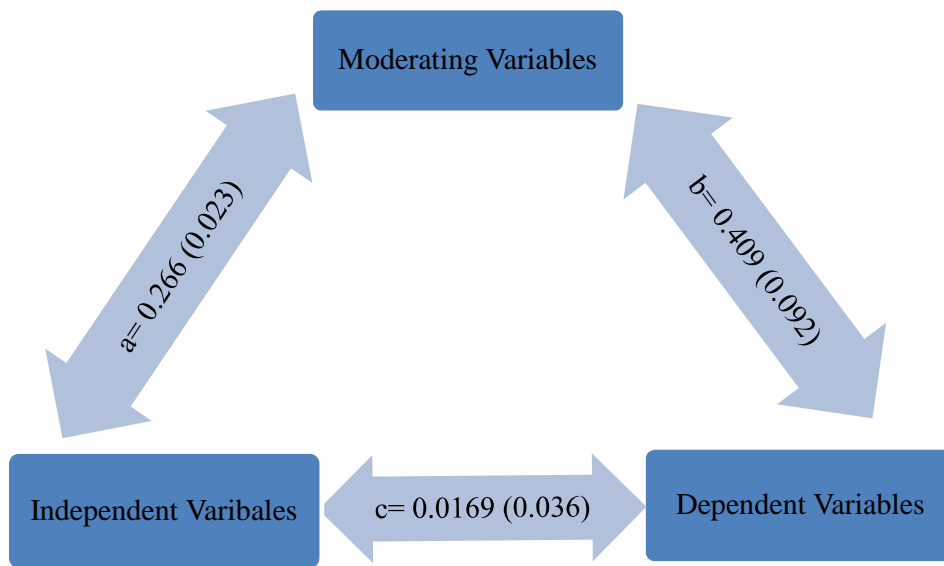 Moderating Variables
a= 0.266 (0.023)
b= 0.409 (0.092)
Independent Varibales
c= 0.0169 (0.036)
Dependent Variables